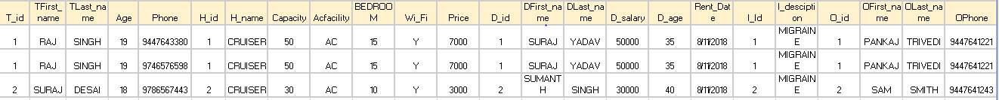 T_id TFirst_name TLast_name Age Phone H_id H_name Capacity Acfacility BEDROOM Wi_Fi Price D_id DFirst_name DLast_name D_salary D_age Rent_Date I_Id I_desciption O_id OFirst_name OLast_name OPhone
1 RAJ SINGH 19 9447643380 1 CRUISER 50 AC 15 Y 7000 1 SURAJ YADAV 50000 35 8/11/2018 1 MIGRAINE 1 PANKAJ TRIVEDI 9447641221
1 RAJ SINGH 19 9746576598 1 CRUISER 50 AC 15 Y 7000 1 SURAJ YADAV 50000 35 8/11/2018 1 MIGRAINE 1 PANKAJ TRIVEDI 9447641221
2 SURAJ DESAI 18 9786567443 2 CRUISER 30 AC 10 Y 3000 2 SUMANTH SINGH 30000 40 8/11/2018 2 MIGRAINE 2 SAM SMITH 9447641243